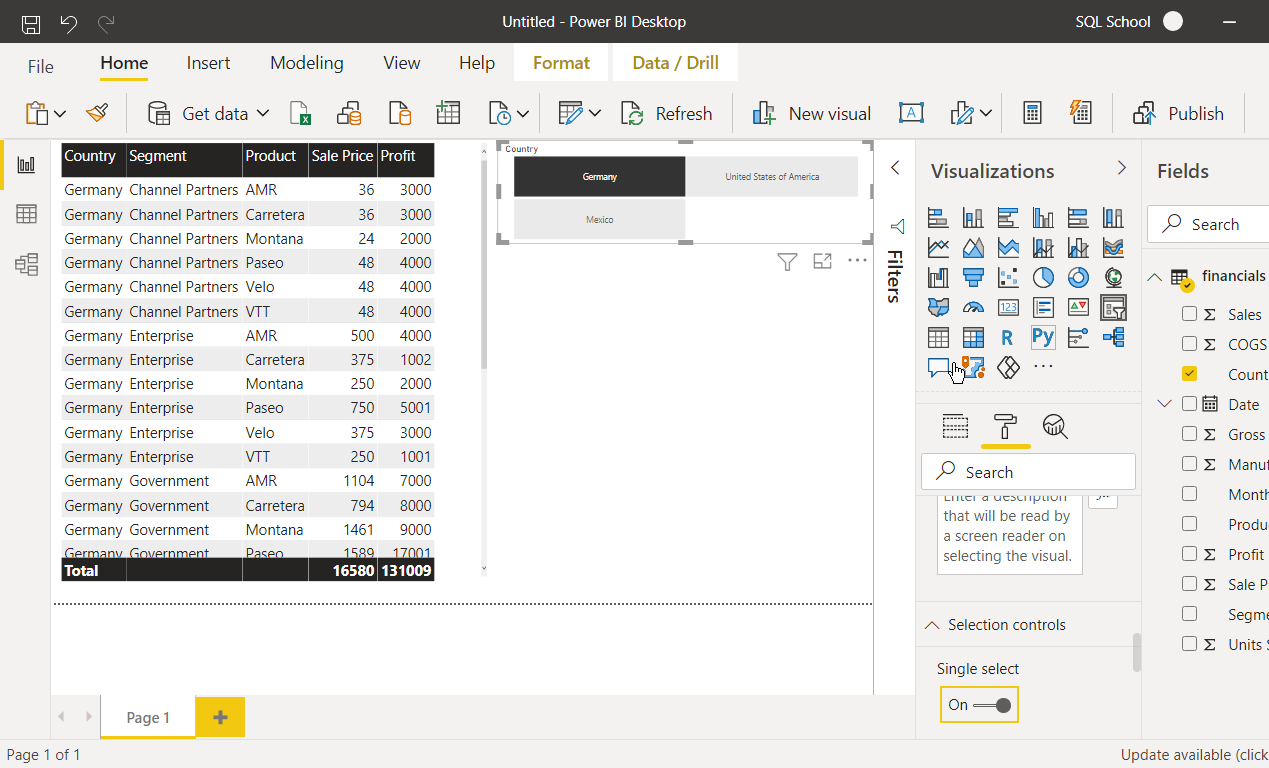 Untitled - Power BI Desktop
SQL School
File
Home
Insert
Modeling
View
Help
Format
Data / Drill
Get data
Refresh
New visual
Publish
Country Segment Product Sale Price Profit
Germany Channel Partners AMR 36 3000
Germany Channel Partners Carretera 36 3000
Germany Channel Partners Montana 24 2000
Germany Channel Partners Paseo 48 4000
Germany Channel Partners Velo 48 4000
Germany Channel Partners VTT 48 4000
Germany Enterprise AMR 500 4000
Germany Enterprise Carretera 375 1002
Germany Enterprise Montana 250 2000
Germany Enterprise Paseo 750 5001
Germany Enterprise Velo 375 3000
Germany Enterprise VTT 250 1001
Germany Government AMR 1104 7000
Germany Government Carretera 794 8000
Germany Government Montana 1461 9000
Germany Government Paseo 1589 17001
Total 16580 131009
Country
Germany
United States of America
Mexico
Filters
Visualizations
123
R
Py
Search
Enter a description
that will be read by
a screen reader on
selecting the visual.
Selection controls
Single select
On
Fields
Search
financials
Σ Sales
Σ COGS
Count
Date
Σ Gross
Σ Manuf
Month
Produ
Σ Profit
Σ Sale P
Segme
Σ Units S
Page 1
Page 1 of 1
Update available (click